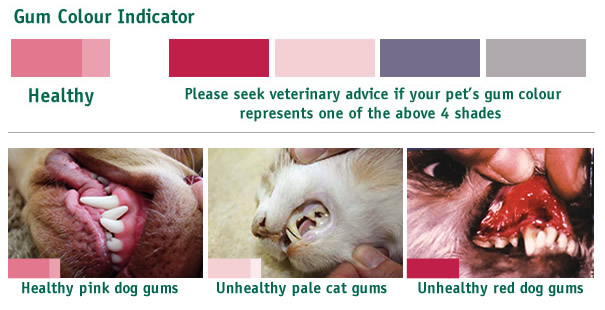 Gum Colour Indicator
Healthy
Please seek veterinary advice if your pet's gum colour
represents one of the above 4 shades
Healthy pink dog gums
Unhealthy pale cat gums
Unhealthy red dog gums